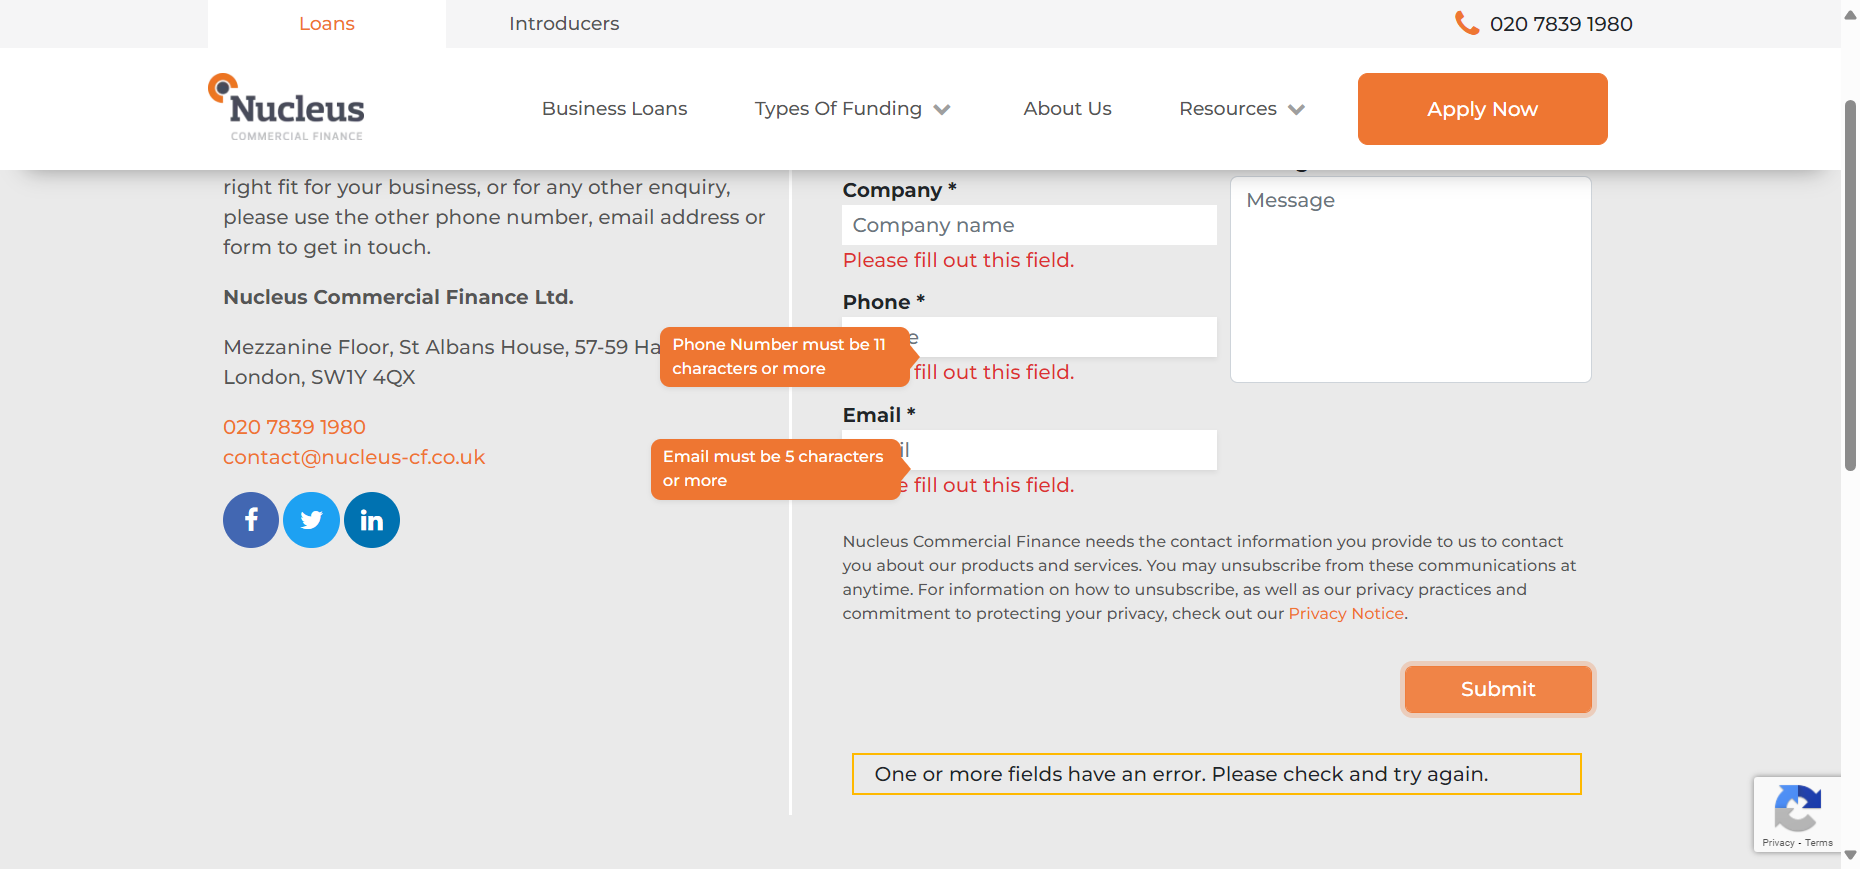 Loans
Introducers
020 7839 1980
Nucleus
COMMERCIAL FINANCE
Business Loans
Types Of Funding
About Us
Resources
Apply Now
right fit for your business, or for any other enquiry,
please use the other phone number, email address or
form to get in touch.
Nucleus Commercial Finance Ltd.
Mezzanine Floor, St Albans House, 57-59 Ha
London, SW1Y 4QX
020 7839 1980
contact@nucleus-cf.co.uk
Company *
Company name
Please fill out this field.
Phone *
Phone Number must be 11
characters or more
fill out this field.
Email *
Email must be 5 characters
or more
fill out this field.
Message
Nucleus Commercial Finance needs the contact information you provide to us to contact
you about our products and services. You may unsubscribe from these communications at
anytime. For information on how to unsubscribe, as well as our privacy practices and
commitment to protecting your privacy, check out our Privacy Notice.
Submit
One or more fields have an error. Please check and try again.
Privacy - Terms